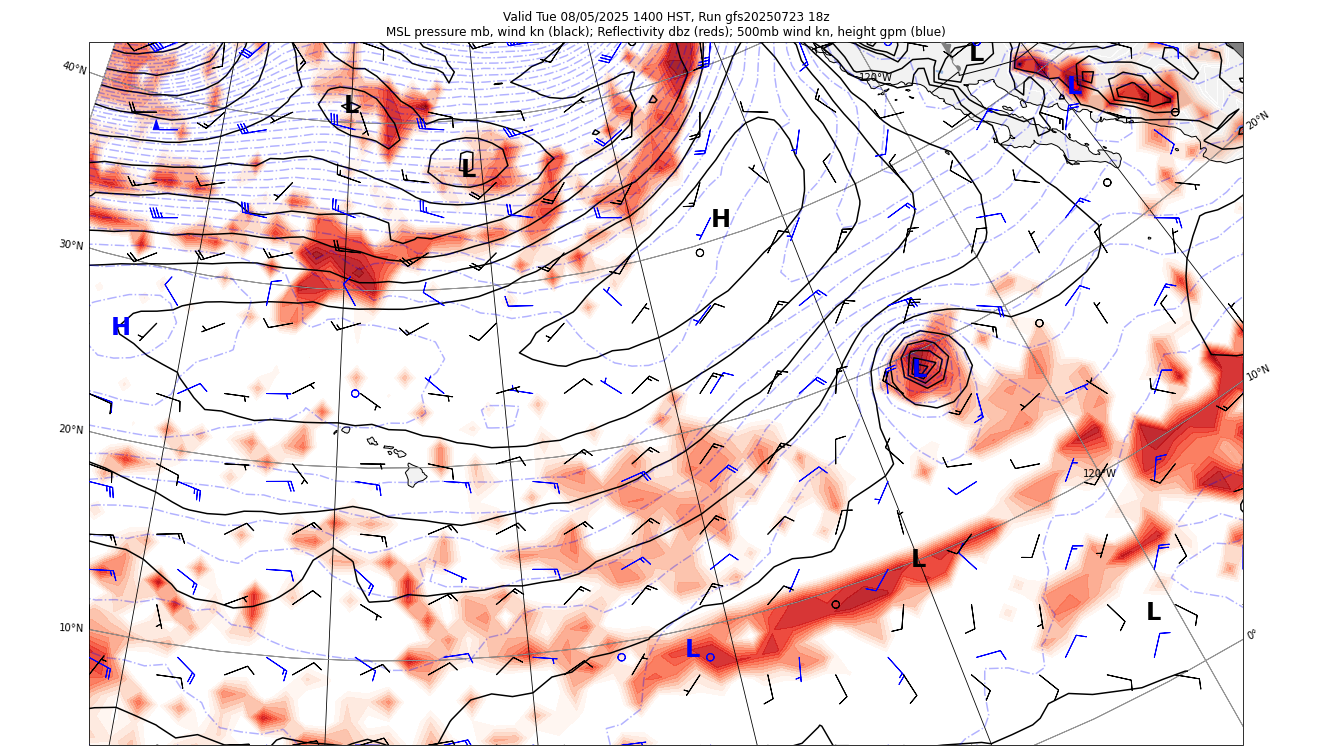 Valid Tue 08/05/2025 1400 HST, Run gfs20250723 18z
MSL pressure mb, wind kn (black); Reflectivity dbz (reds); 500mb wind kn, height gpm (blue)
L
40°N
120°W
L
L
20°N
L
H
30°N
H
L
10°N
20°N
120°W
L
10°N
L
0°
L